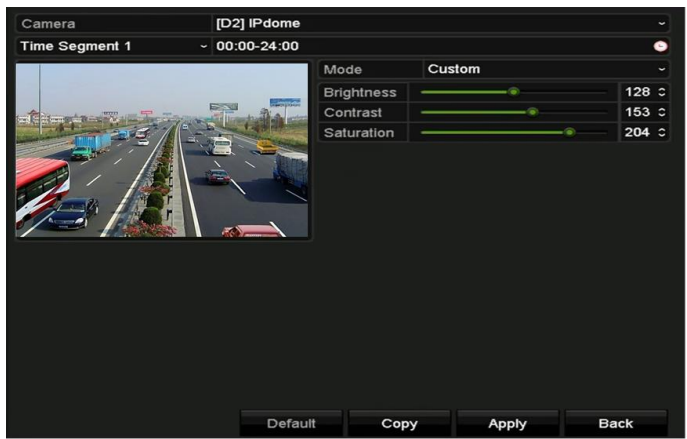 Camera [D2] IPdome
Time Segment 1 00:00-24:00
Mode Custom
Brightness 128
Contrast 153
Saturation 204
Default Copy Apply Back